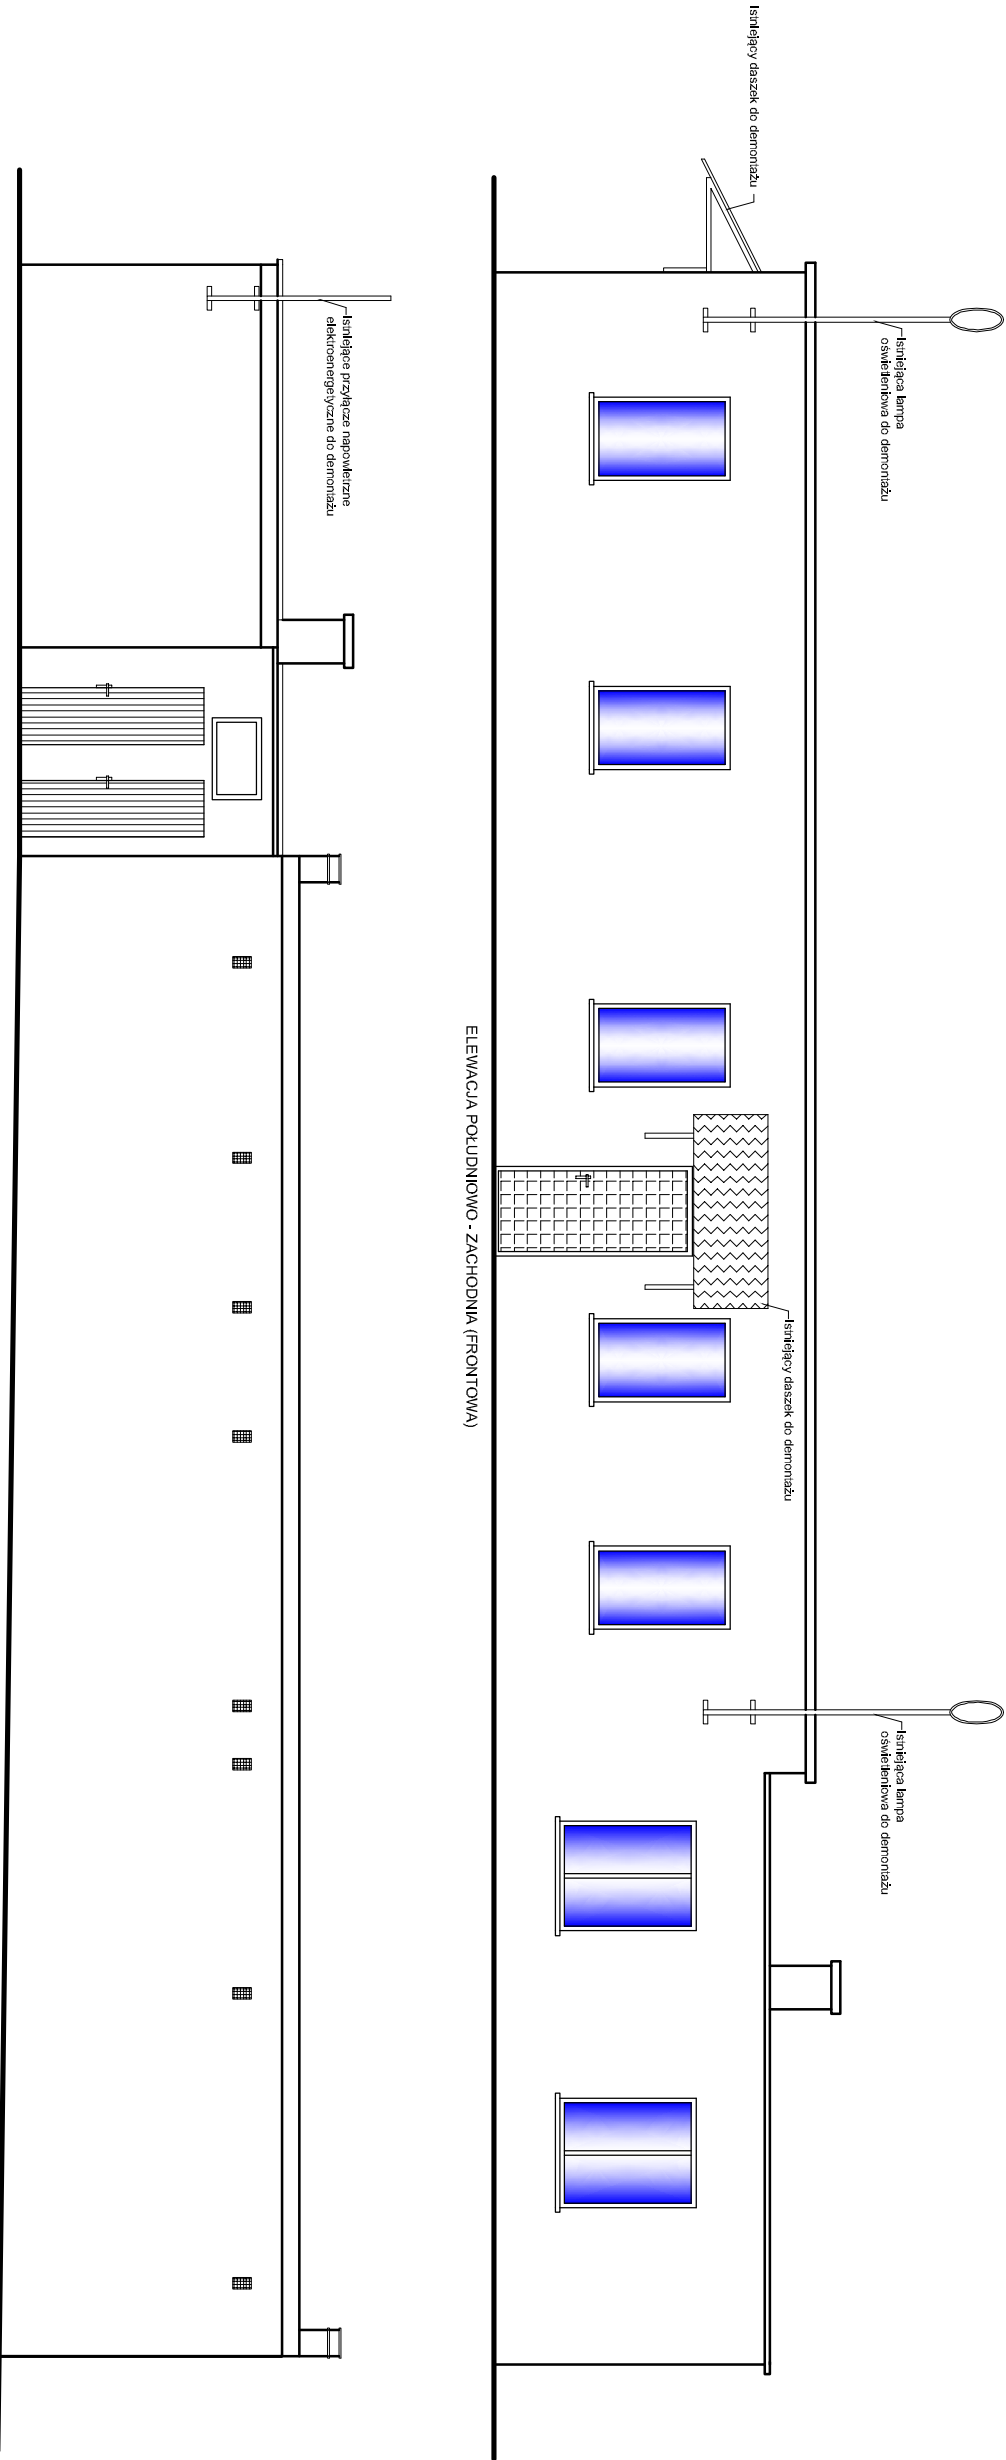 Istniejąca lampa
oświetleniowa do demontażu
Istniejąca lampa
oświetleniowa do demontażu
Istniejący daszek do demontażu
Istniejący daszek do demontażu
ELEWACJA POŁUDNIOWO - ZACHODNIA (FRONTOWA)
Istniejące przyłącze napowietrzne
elektroenergetyczne do demontażu